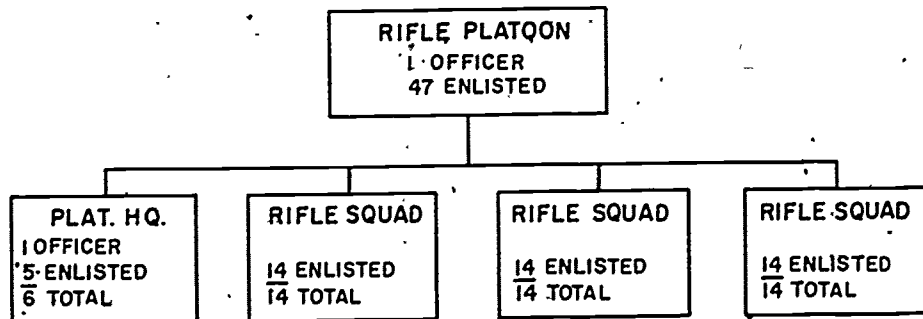 RIFLE PLATOON
1 OFFICER
47 ENLISTED
PLAT. HQ.
1 OFFICER
5 ENLISTED
6 TOTAL
RIFLE SQUAD
14 ENLISTED
14 TOTAL
RIFLE SQUAD
14 ENLISTED
14 TOTAL
RIFLE SQUAD
14 ENLISTED
14 TOTAL